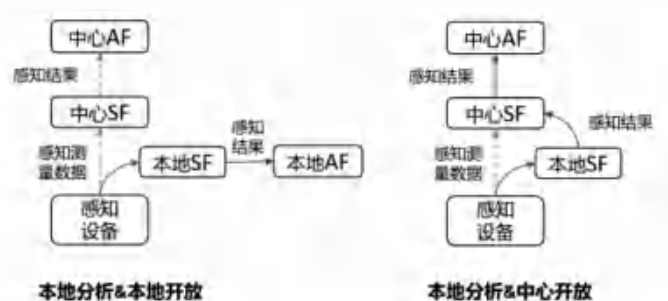 中心AF
感知结果
中心SF
感知测
量数据
感知
结果
本地SF
本地AF
感知
设备
本地分析&本地开放
中心AF
感知结果
中心SF
感知结果
感知测
量数据
本地SF
感知
设备
本地分析&中心开放